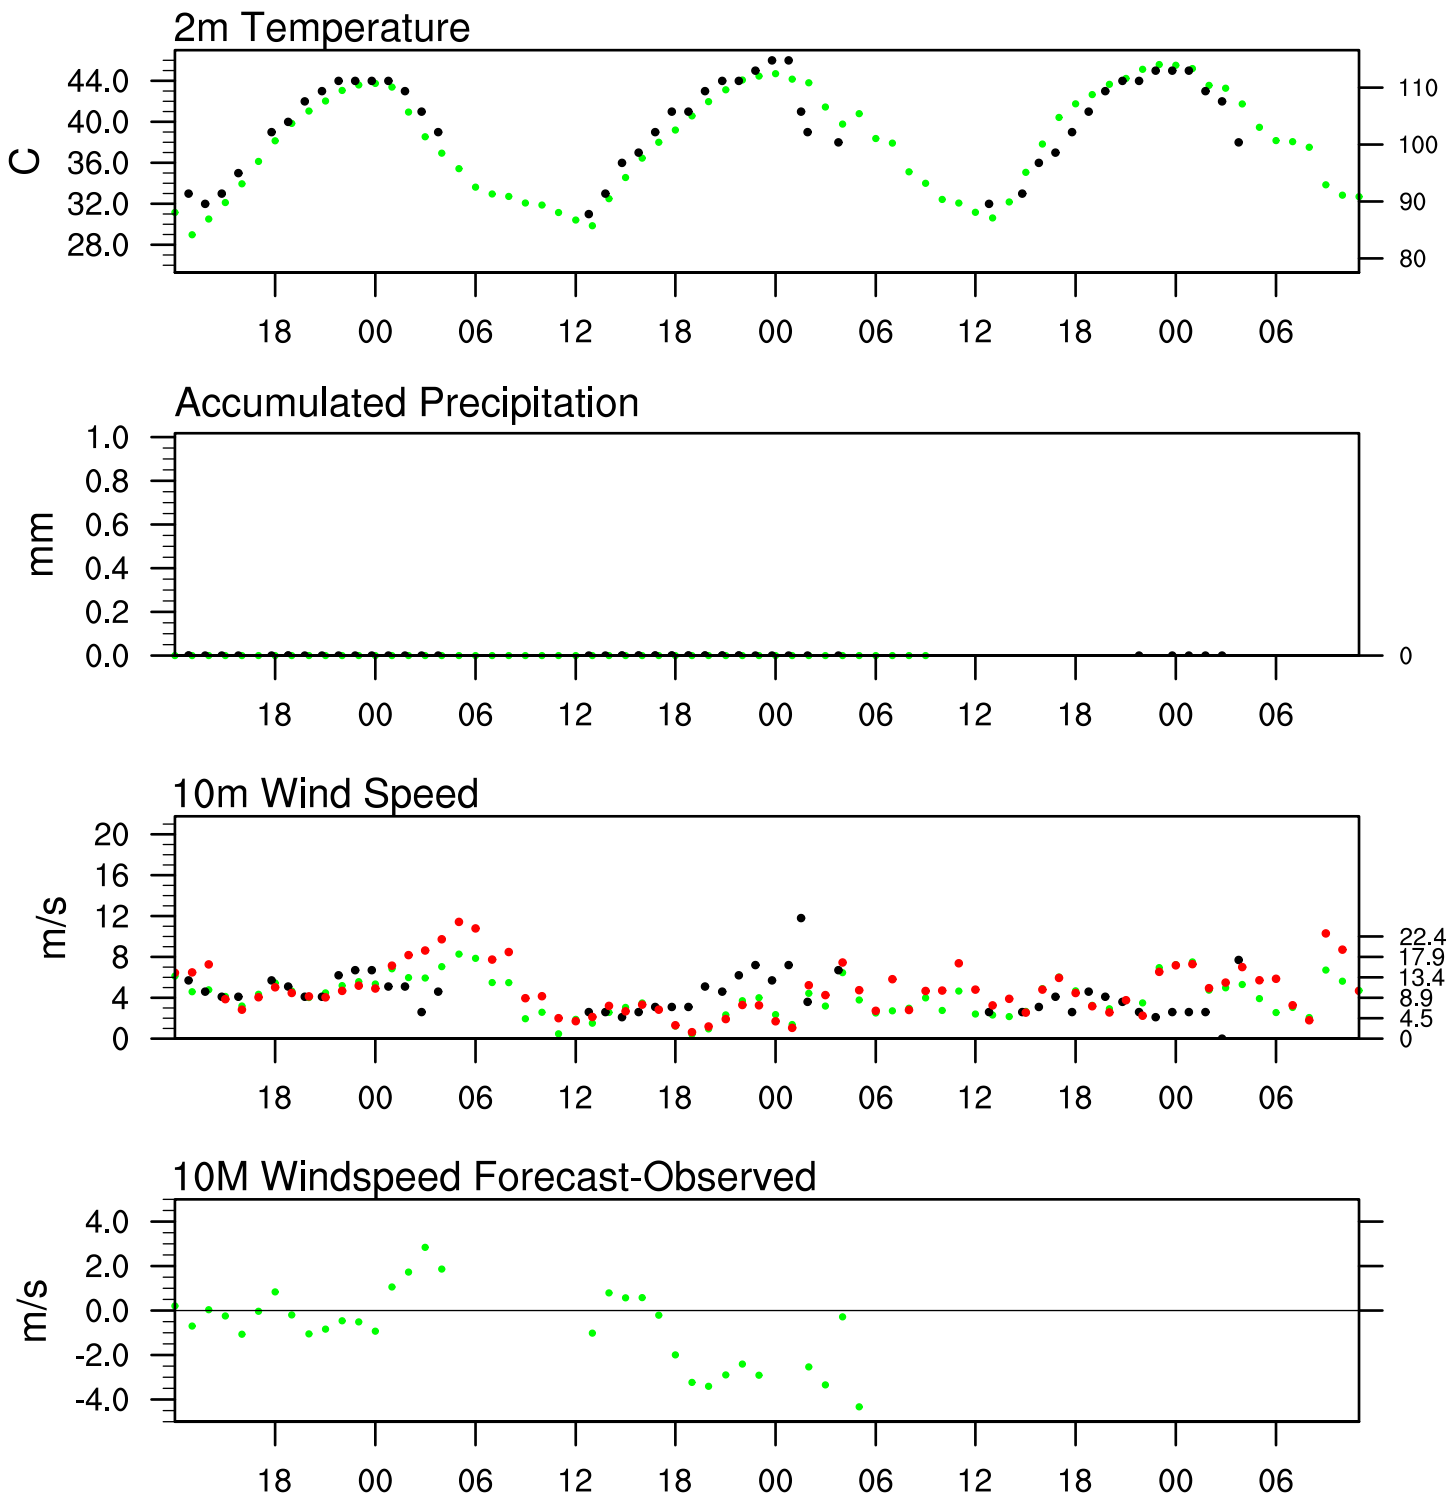 2m Temperature
C
44.0
40.0
36.0
32.0
28.0
110
100
90
80
18 00 06 12 18 00 06 12 18 00 06
Accumulated Precipitation
mm
1.0
0.8
0.6
0.4
0.2
0.0
0
18 00 06 12 18 00 06 12 18 00 06
10m Wind Speed
m/s
20
16
12
8
4
0
22.4
17.9
13.4
8.9
4.5
0
18 00 06 12 18 00 06 12 18 00 06
10M Windspeed Forecast-Observed
m/s
4.0
2.0
0.0
-2.0
-4.0
18 00 06 12 18 00 06 12 18 00 06